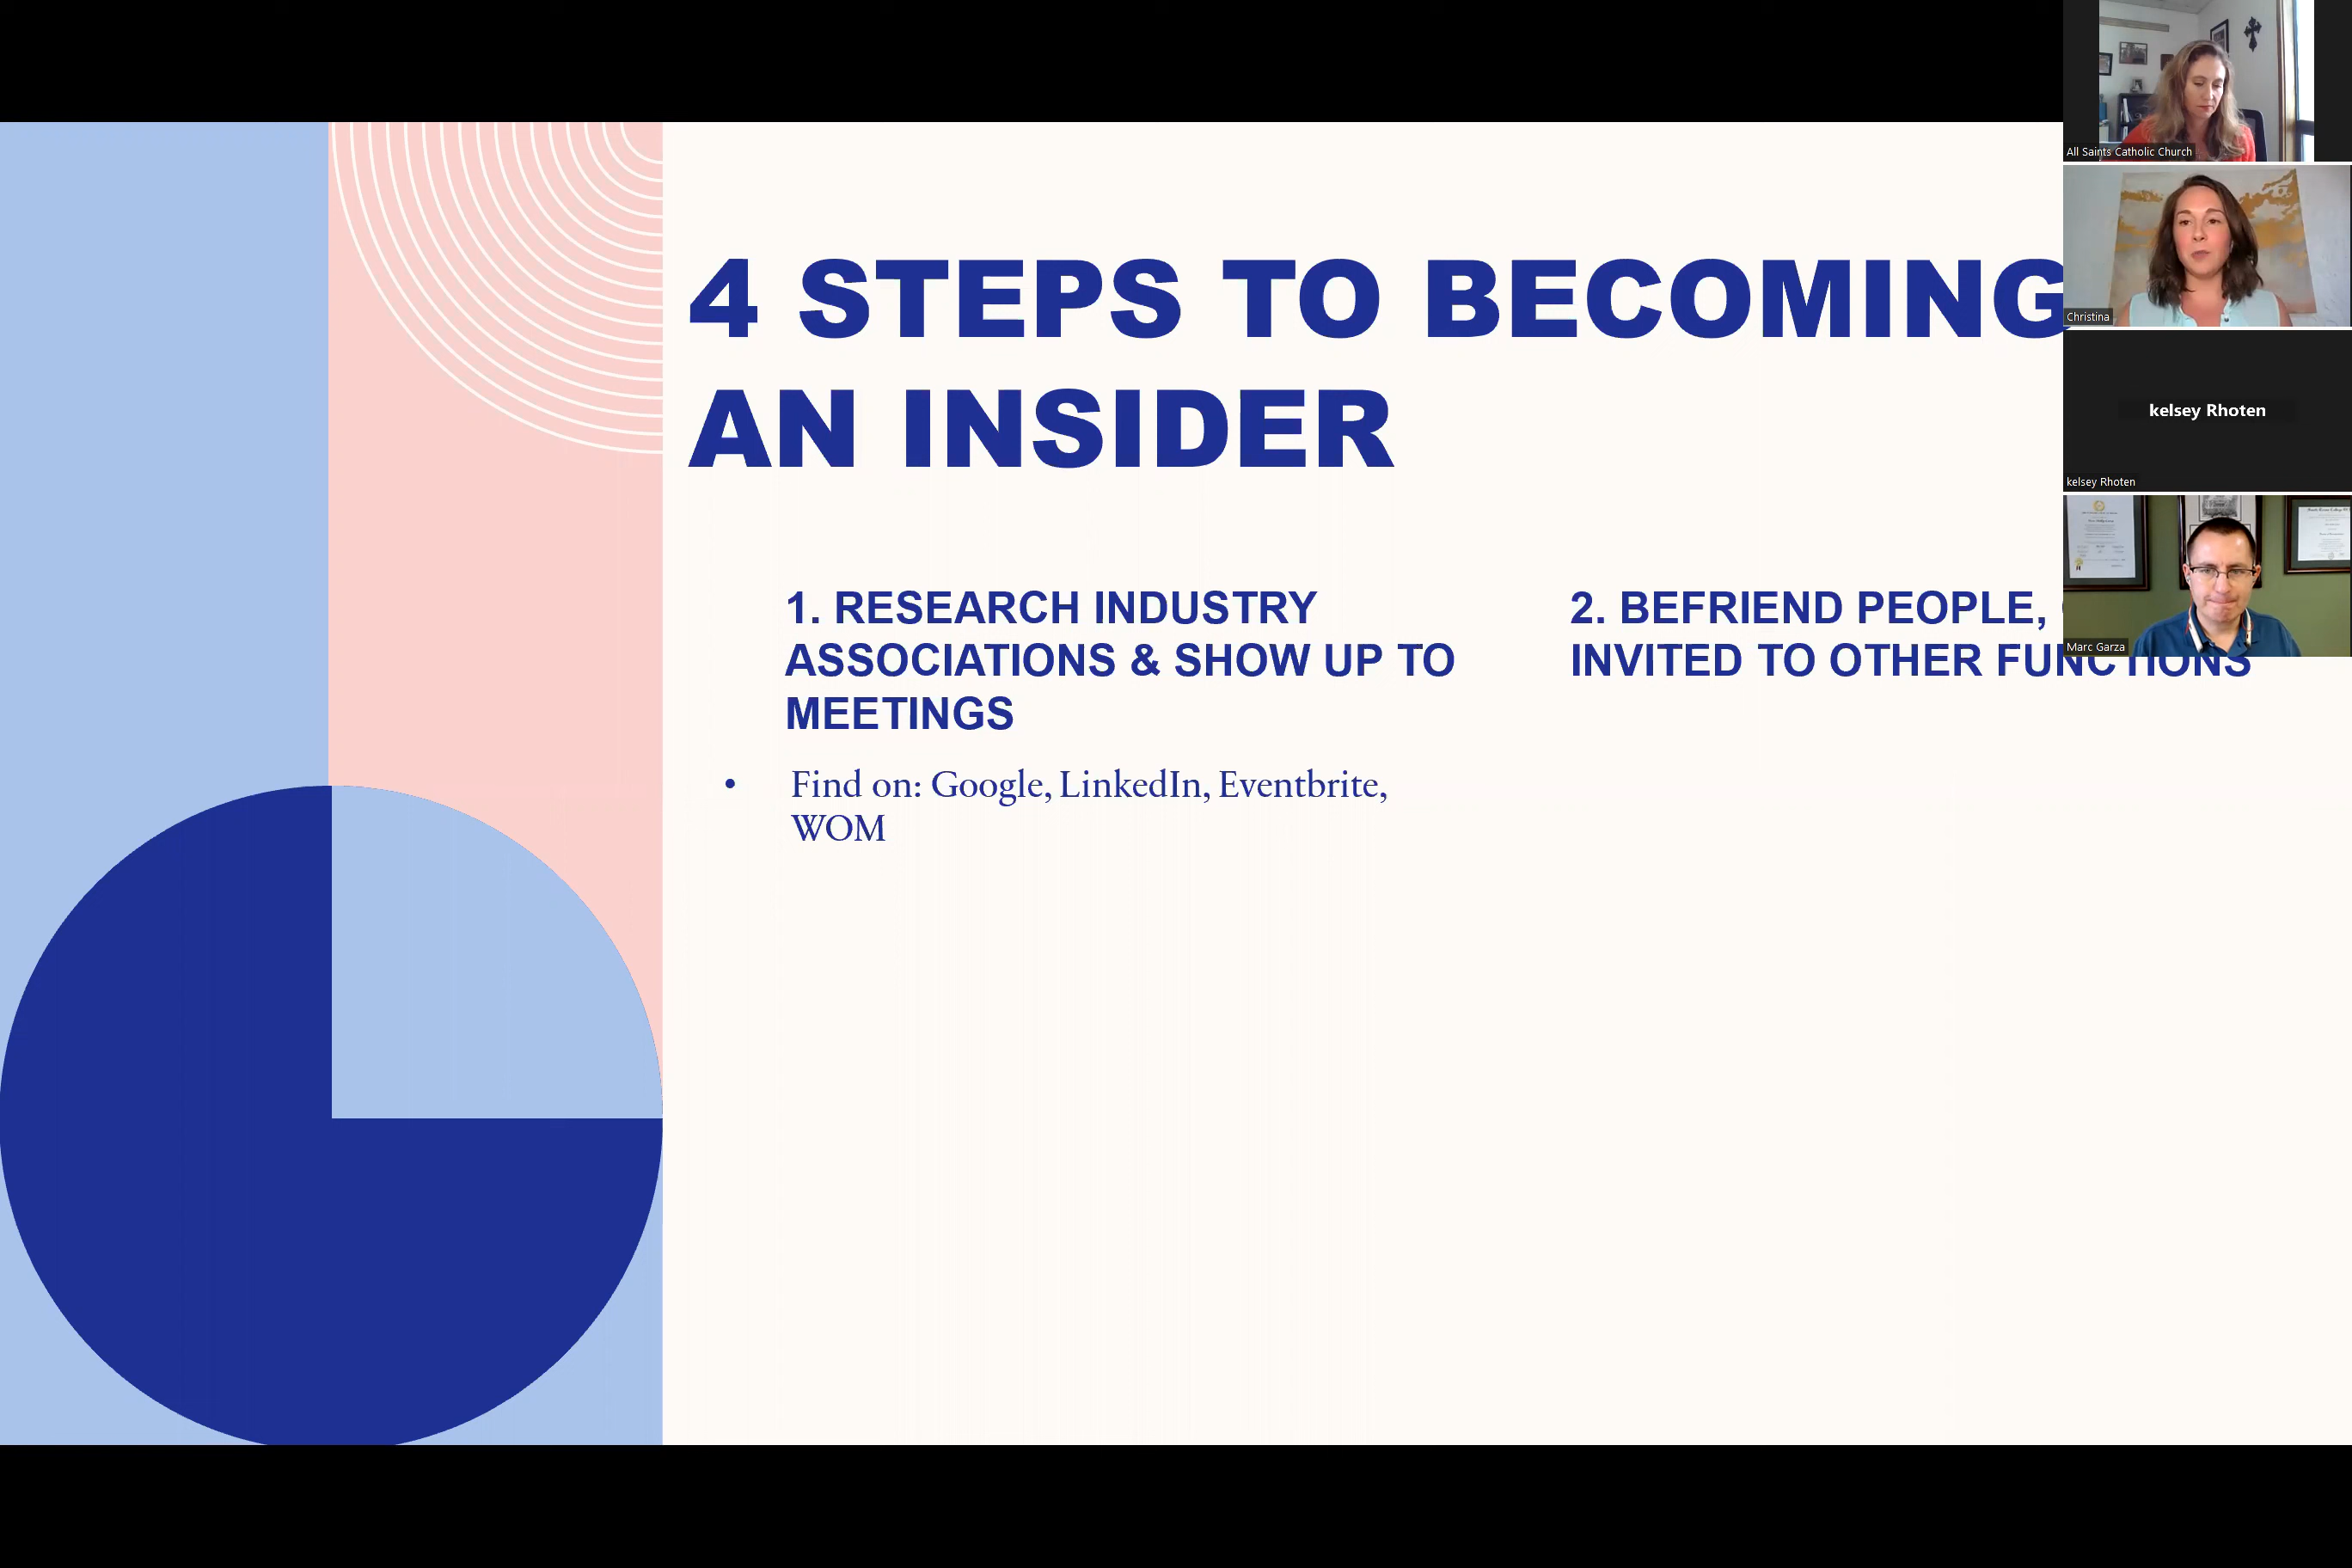 4 STEPS TO BECOMING
AN INSIDER
1. RESEARCH INDUSTRY
ASSOCIATIONS & SHOW UP TO
MEETINGS
• Find on: Google, LinkedIn, Eventbrite,
WOM
2. BEFRIEND PEOPLE,
INVITED TO OTHER FUNCTIONS
All Saints Catholic Church
Christina
kelsey Rhoten
kelsey Rhoten
Marc Garza